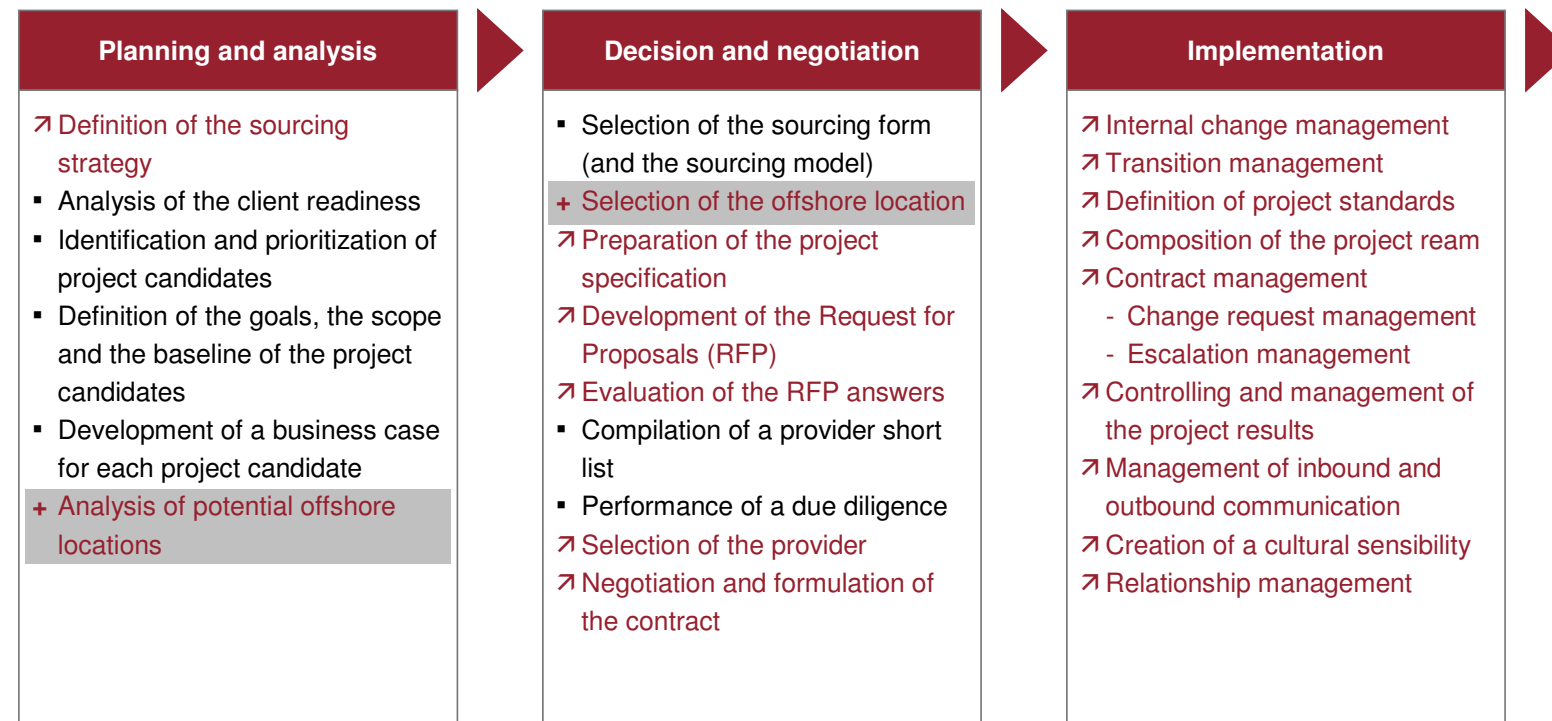 Planning and analysis
↗ Definition of the sourcing
strategy
▪ Analysis of the client readiness
▪ Identification and prioritization of
project candidates
▪ Definition of the goals, the scope
and the baseline of the project
candidates
▪ Development of a business case
for each project candidate
+ Analysis of potential offshore
locations
Decision and negotiation
▪ Selection of the sourcing form
(and the sourcing model)
+ Selection of the offshore location
↗ Preparation of the project
specification
↗ Development of the Request for
Proposals (RFP)
↗ Evaluation of the RFP answers
▪ Compilation of a provider short
list
▪ Performance of a due diligence
↗ Selection of the provider
↗ Negotiation and formulation of
the contract
Implementation
↗ Internal change management
↗ Transition management
↗ Definition of project standards
↗ Composition of the project ream
↗ Contract management
- Change request management
- Escalation management
↗ Controlling and management of
the project results
↗ Management of inbound and
outbound communication
↗ Creation of a cultural sensibility
↗ Relationship management